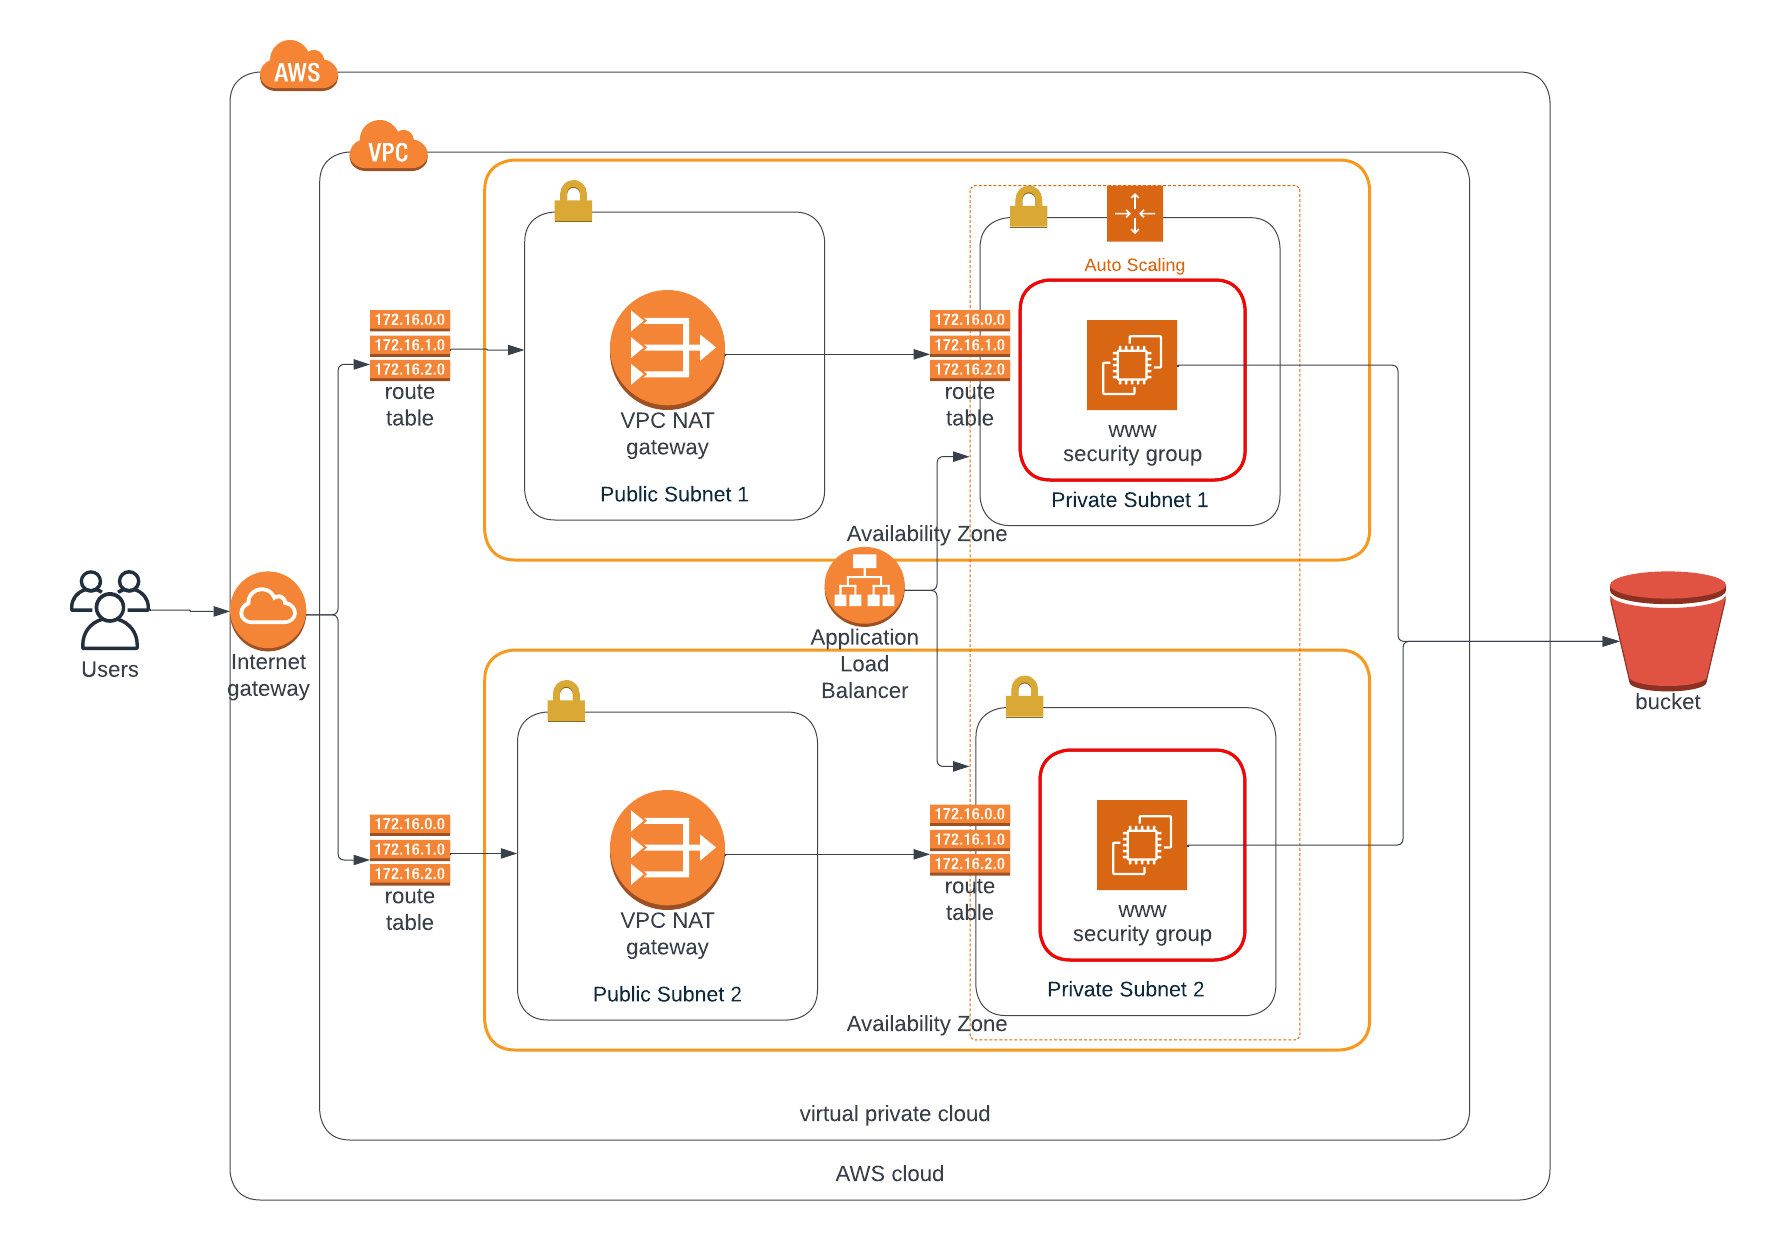 AWS
VPC
Auto Scaling
172.16.0.0
172.16.1.0
172.16.2.0
route
table
VPC NAT
gateway
Public Subnet 1
172.16.0.0
172.16.1.0
172.16.2.0
route
table
www
security group
Private Subnet 1
Availability Zone
Users
Internet
gateway
Application
Load
Balancer
bucket
172.16.0.0
172.16.1.0
172.16.2.0
route
table
VPC NAT
gateway
Public Subnet 2
172.16.0.0
172.16.1.0
172.16.2.0
route
table
www
security group
Private Subnet 2
Availability Zone
virtual private cloud
AWS cloud